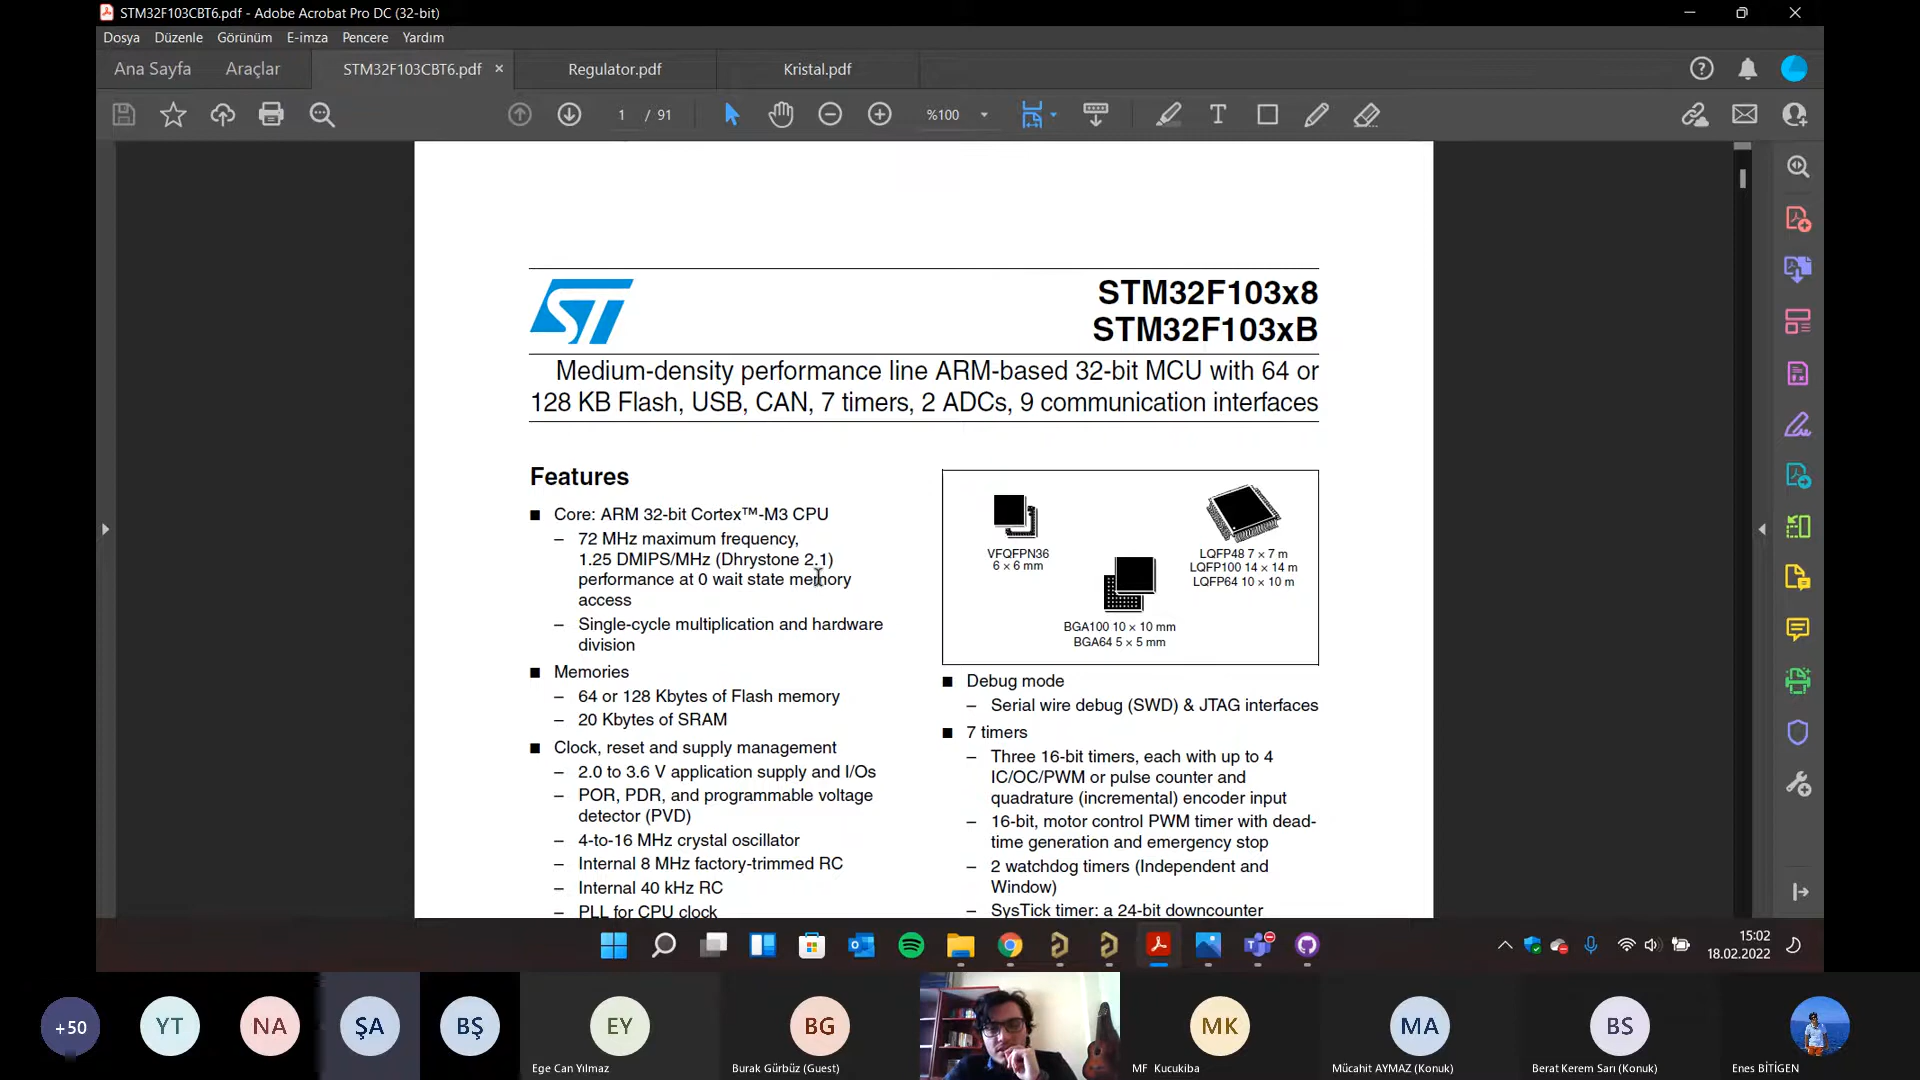 STM32F103CBT6.pdf - Adobe Acrobat Pro DC (32-bit)
Dosya Düzenle Görünüm E-imza Pencere Yardım
Ana Sayfa Araçlar STM32F103CBT6.pdf × Regulator.pdf Kristal.pdf
1 / 91 %100
ST
STM32F103x8
STM32F103xB
Medium-density performance line ARM-based 32-bit MCU with 64 or
128 KB Flash, USB, CAN, 7 timers, 2 ADCs, 9 communication interfaces
Features
■ Core: ARM 32-bit Cortex™-M3 CPU
– 72 MHz maximum frequency,
1.25 DMIPS/MHz (Dhrystone 2.1)
performance at 0 wait state memory
access
– Single-cycle multiplication and hardware
division
■ Memories
– 64 or 128 Kbytes of Flash memory
– 20 Kbytes of SRAM
■ Clock, reset and supply management
– 2.0 to 3.6 V application supply and I/Os
– POR, PDR, and programmable voltage
detector (PVD)
– 4-to-16 MHz crystal oscillator
– Internal 8 MHz factory-trimmed RC
– Internal 40 kHz RC
– PLL for CPU clock
VFQFPN36
6 × 6 mm
LQFP48 7 × 7 m
LQFP100 14 × 14 m
LQFP64 10 × 10 m
BGA100 10 × 10 mm
BGA64 5 × 5 mm
■ Debug mode
– Serial wire debug (SWD) & JTAG interfaces
■ 7 timers
– Three 16-bit timers, each with up to 4
IC/OC/PWM or pulse counter and
quadrature (incremental) encoder input
– 16-bit, motor control PWM timer with dead-
time generation and emergency stop
– 2 watchdog timers (Independent and
Window)
– SysTick timer: a 24-bit downcounter
15:02
18.02.2022
+50 YT NA ŞA BŞ EY BG MK MA BS
Ege Can Yılmaz Burak Gürbüz (Guest) MF Kucukiba Mücahit AYMAZ (Konuk) Berat Kerem Sarı (Konuk) Enes BİTİGEN